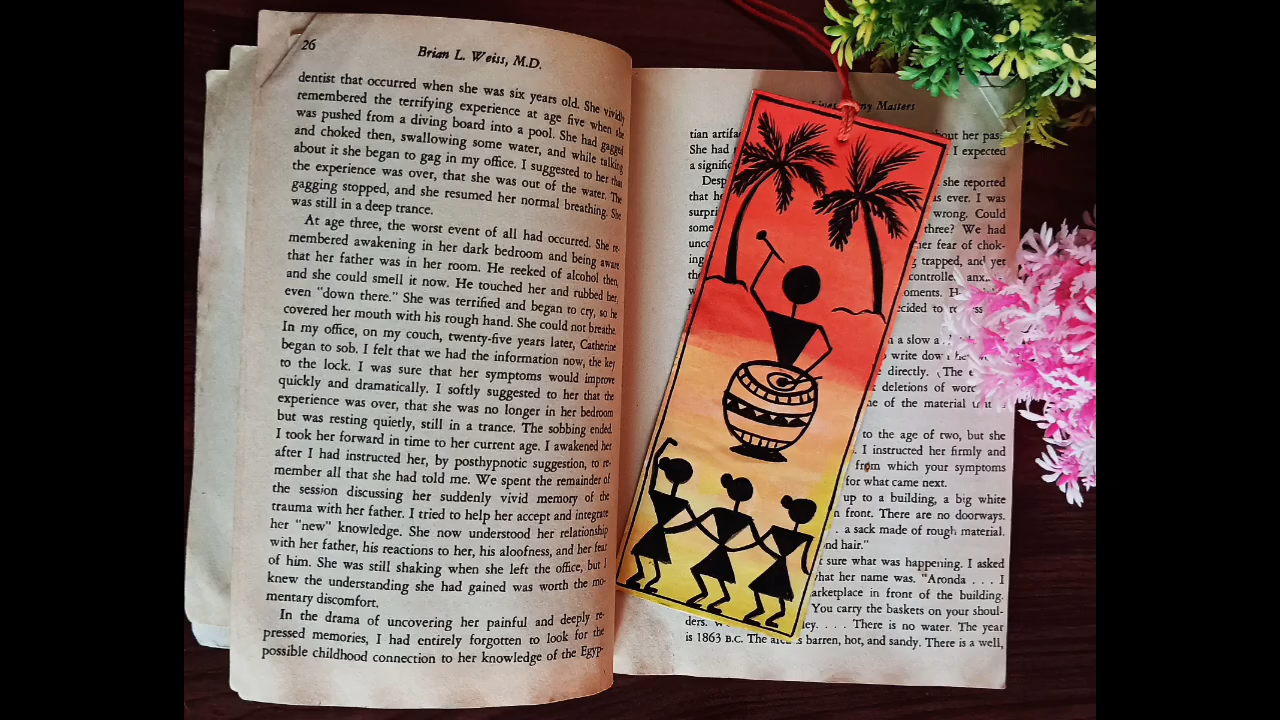 26
Brian L. Weiss, M.D.
dentist that occurred when she was six years old. She vividly
remembered the terrifying experience at age five when she
was pushed from a diving board into a pool. She had gagged
and choked then, swallowing some water, and while talking
about it she began to gag in my office. I suggested to her that
the experience was over, that she was out of the water. The
gagging stopped, and she resumed her normal breathing. She
was still in a deep trance.
At age three, the worst event of all had occurred. She re-
membered awakening in her dark bedroom and being aware
that her father was in her room. He reeked of alcohol then,
and she could smell it now. He touched her and rubbed her,
even "down there." She was terrified and began to cry, so he
covered her mouth with his rough hand. She could not breathe.
In my office, on my couch, twenty-five years later, Catherine
began to sob. I felt that we had the information now, the key
to the lock. I was sure that her symptoms would improve
quickly and dramatically. I softly suggested to her that the
experience was over, that she was no longer in her bedroom
but was resting quietly, still in a trance. The sobbing ended.
I took her forward in time to her current age. I awakened her
after I had instructed her, by posthypnotic suggestion, to re-
member all that she had told me. We spent the remainder of
the session discussing her suddenly vivid memory of the
trauma with her father. I tried to help her accept and integrate
her "new" knowledge. She now understood her relationship
with her father, his reactions to her, his aloofness, and her fear
of him. She was still shaking when she left the office, but I
knew the understanding she had gained was worth the mo-
mentary discomfort.
In the drama of uncovering her painful and deeply re-
pressed memories, I had entirely forgotten to look for the
possible childhood connection to her knowledge of the Egyp-
Masters
tian about her pas-
She had I expected
a
Desp she reported
that as ever. I was
wrong. Could
some three? We had
her fear of chok-
ing trapped, and yet
oments.
a slow a
write
directly. The
deletions of
of the material
to the age of two, but she
I instructed her firmly and
from which your symptoms
for what came next.
up to a building, a big white
front. There are no doorways.
. a sack made of rough material.
hair."
sure what was happening. I asked
what her name was. "Aronda . . . I
arketplace in front of the building.
You carry the baskets on your shoul-
ders. . . . . There is no water. The year
is 1863 B.C. The is barren, hot, and sandy. There is a well,